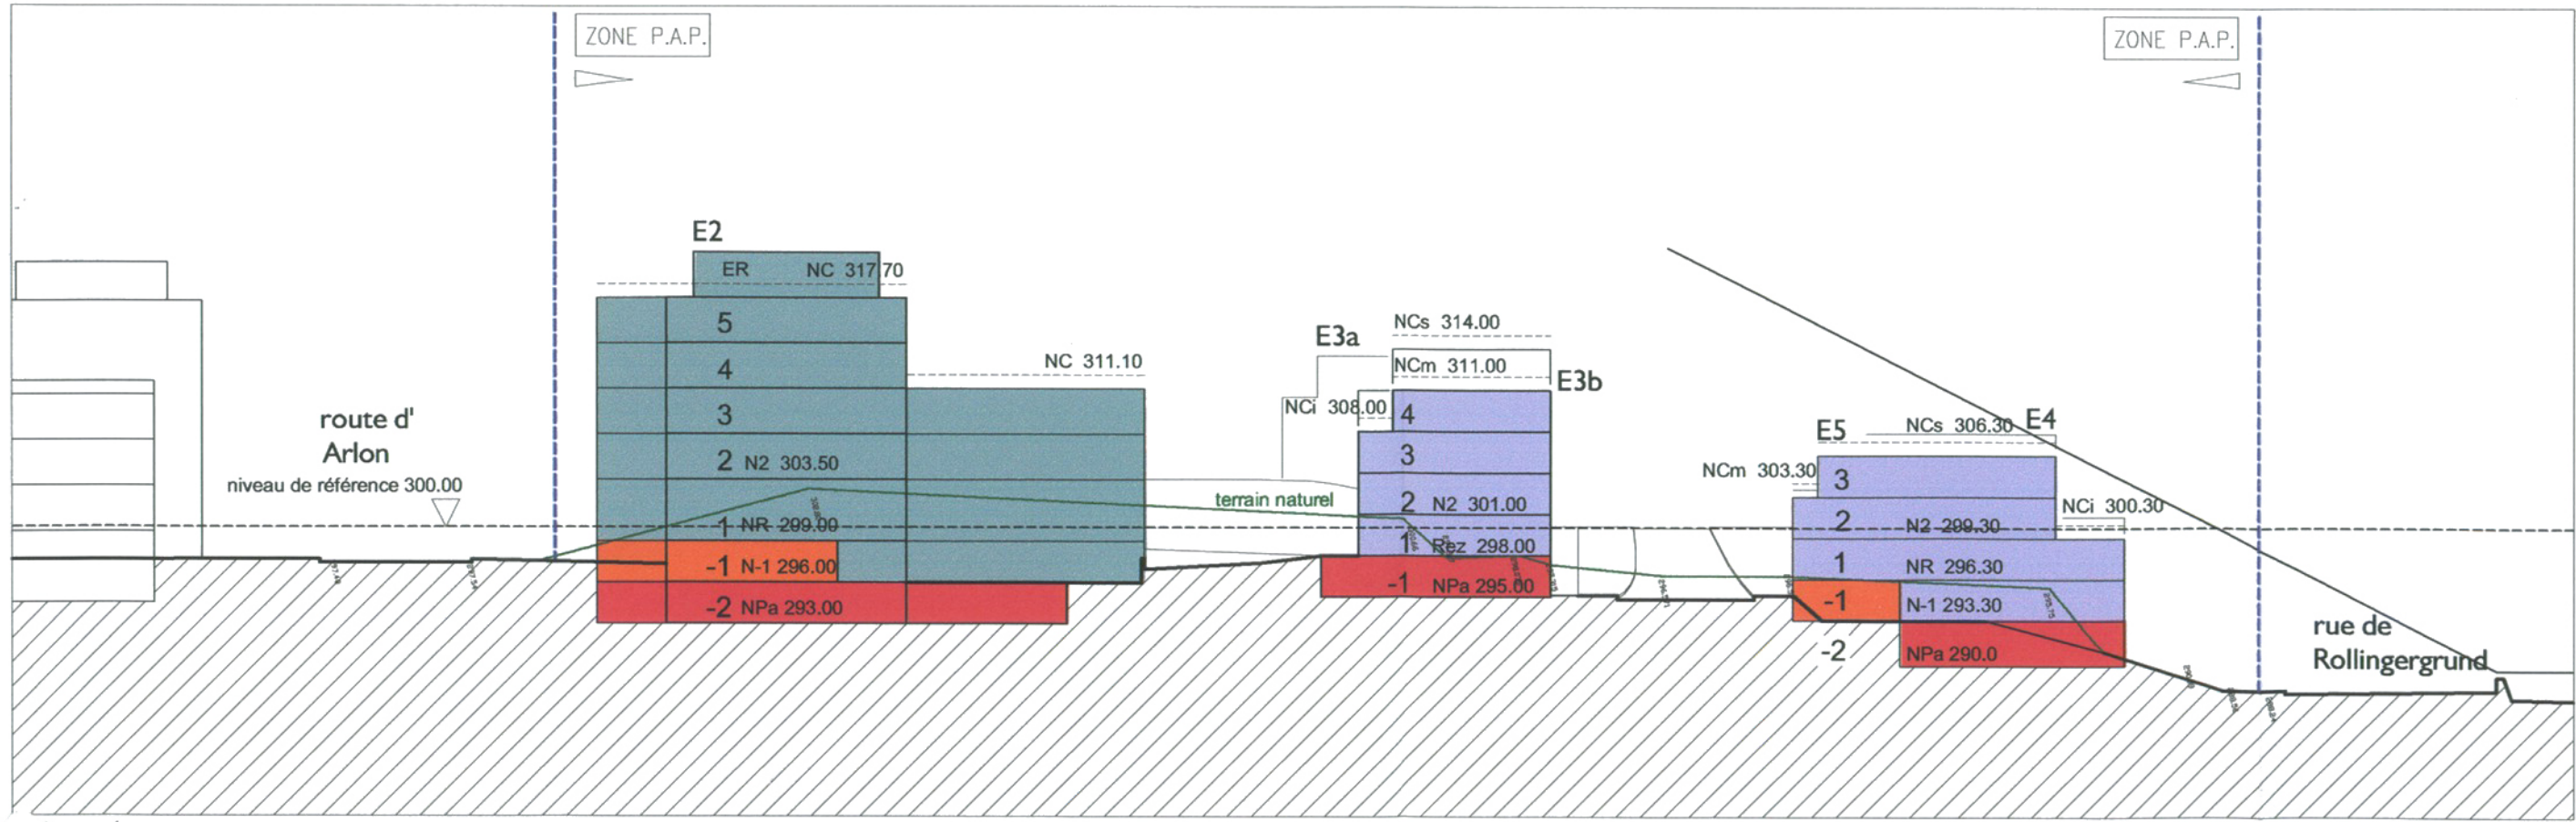 ZONE P.A.P.
ZONE P.A.P.
E2
ER NC 317.70
5
4
3
2 N2 303.50
1 NR 299.00
-1 N-1 296.00
-2 NPa 293.00
NC 311.10
route d'
Arlon
niveau de référence 300.00
terrain naturel
E3a
NCs 314.00
NCm 311.00
E3b
NCi 308.00
4
3
2 N2 301.00
1 Rez 298.00
-1 NPa 295.00
E5
NCs 306.30
E4
NCm 303.30
NCi 300.30
3
2 N2 299.30
1 NR 296.30
-1 N-1 293.30
-2 NPa 290.0
rue de
Rollingergrund